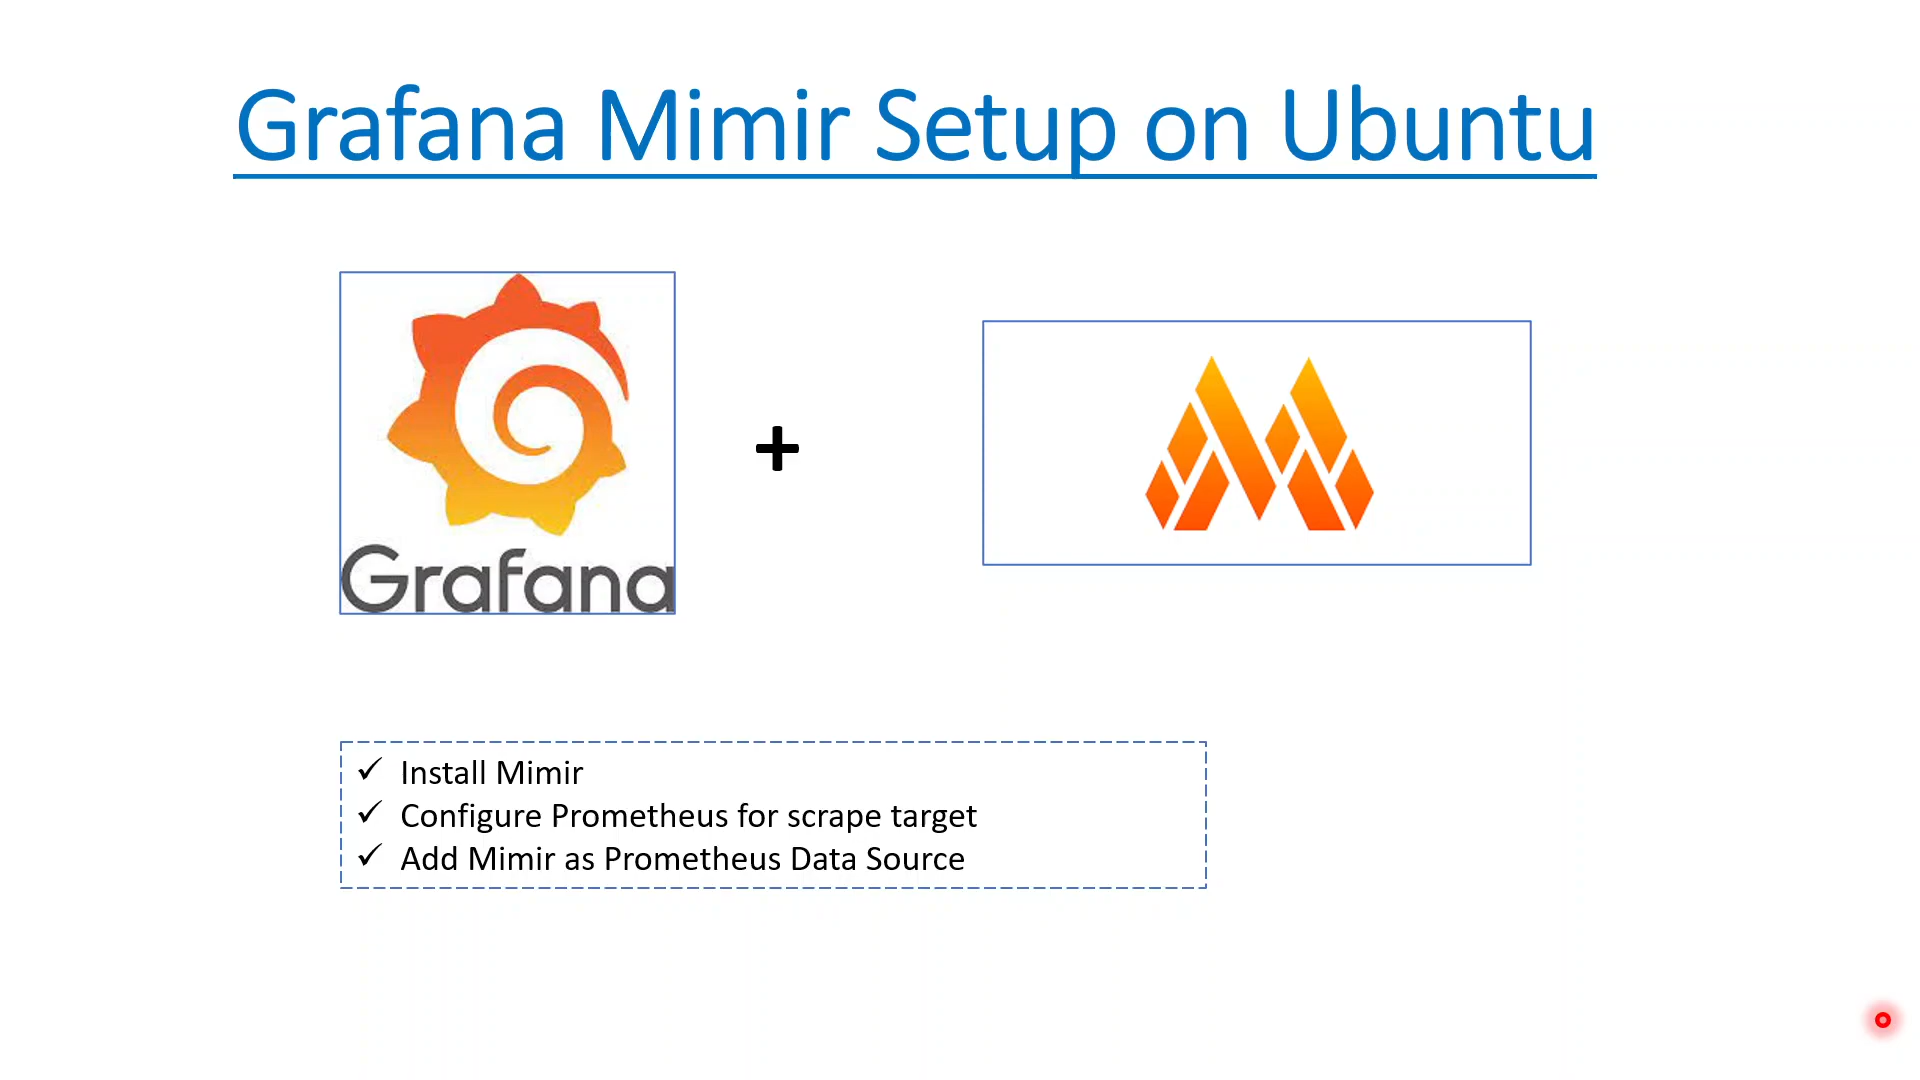 Grafana Mimir Setup on Ubuntu
Grafana
+
✓ Install Mimir
✓ Configure Prometheus for scrape target
✓ Add Mimir as Prometheus Data Source